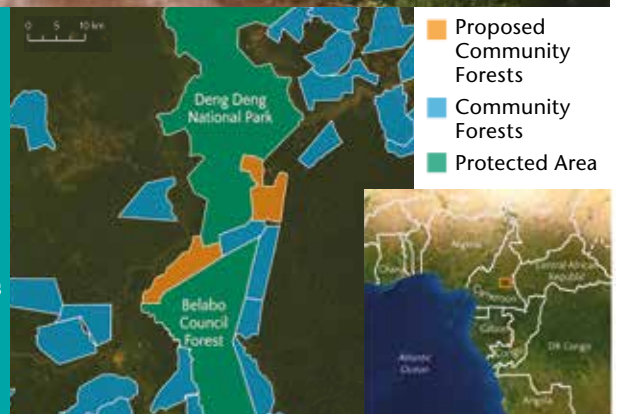 0 5 10 km
Deng Deng
National Park
Belabo
Council
Forest
Proposed
Community
Forests
Community
Forests
Protected Area
Nigeria
Central African
Republic
Cameroon
Gabon
Congo
DR Congo
Atlantic
Ocean
Angola